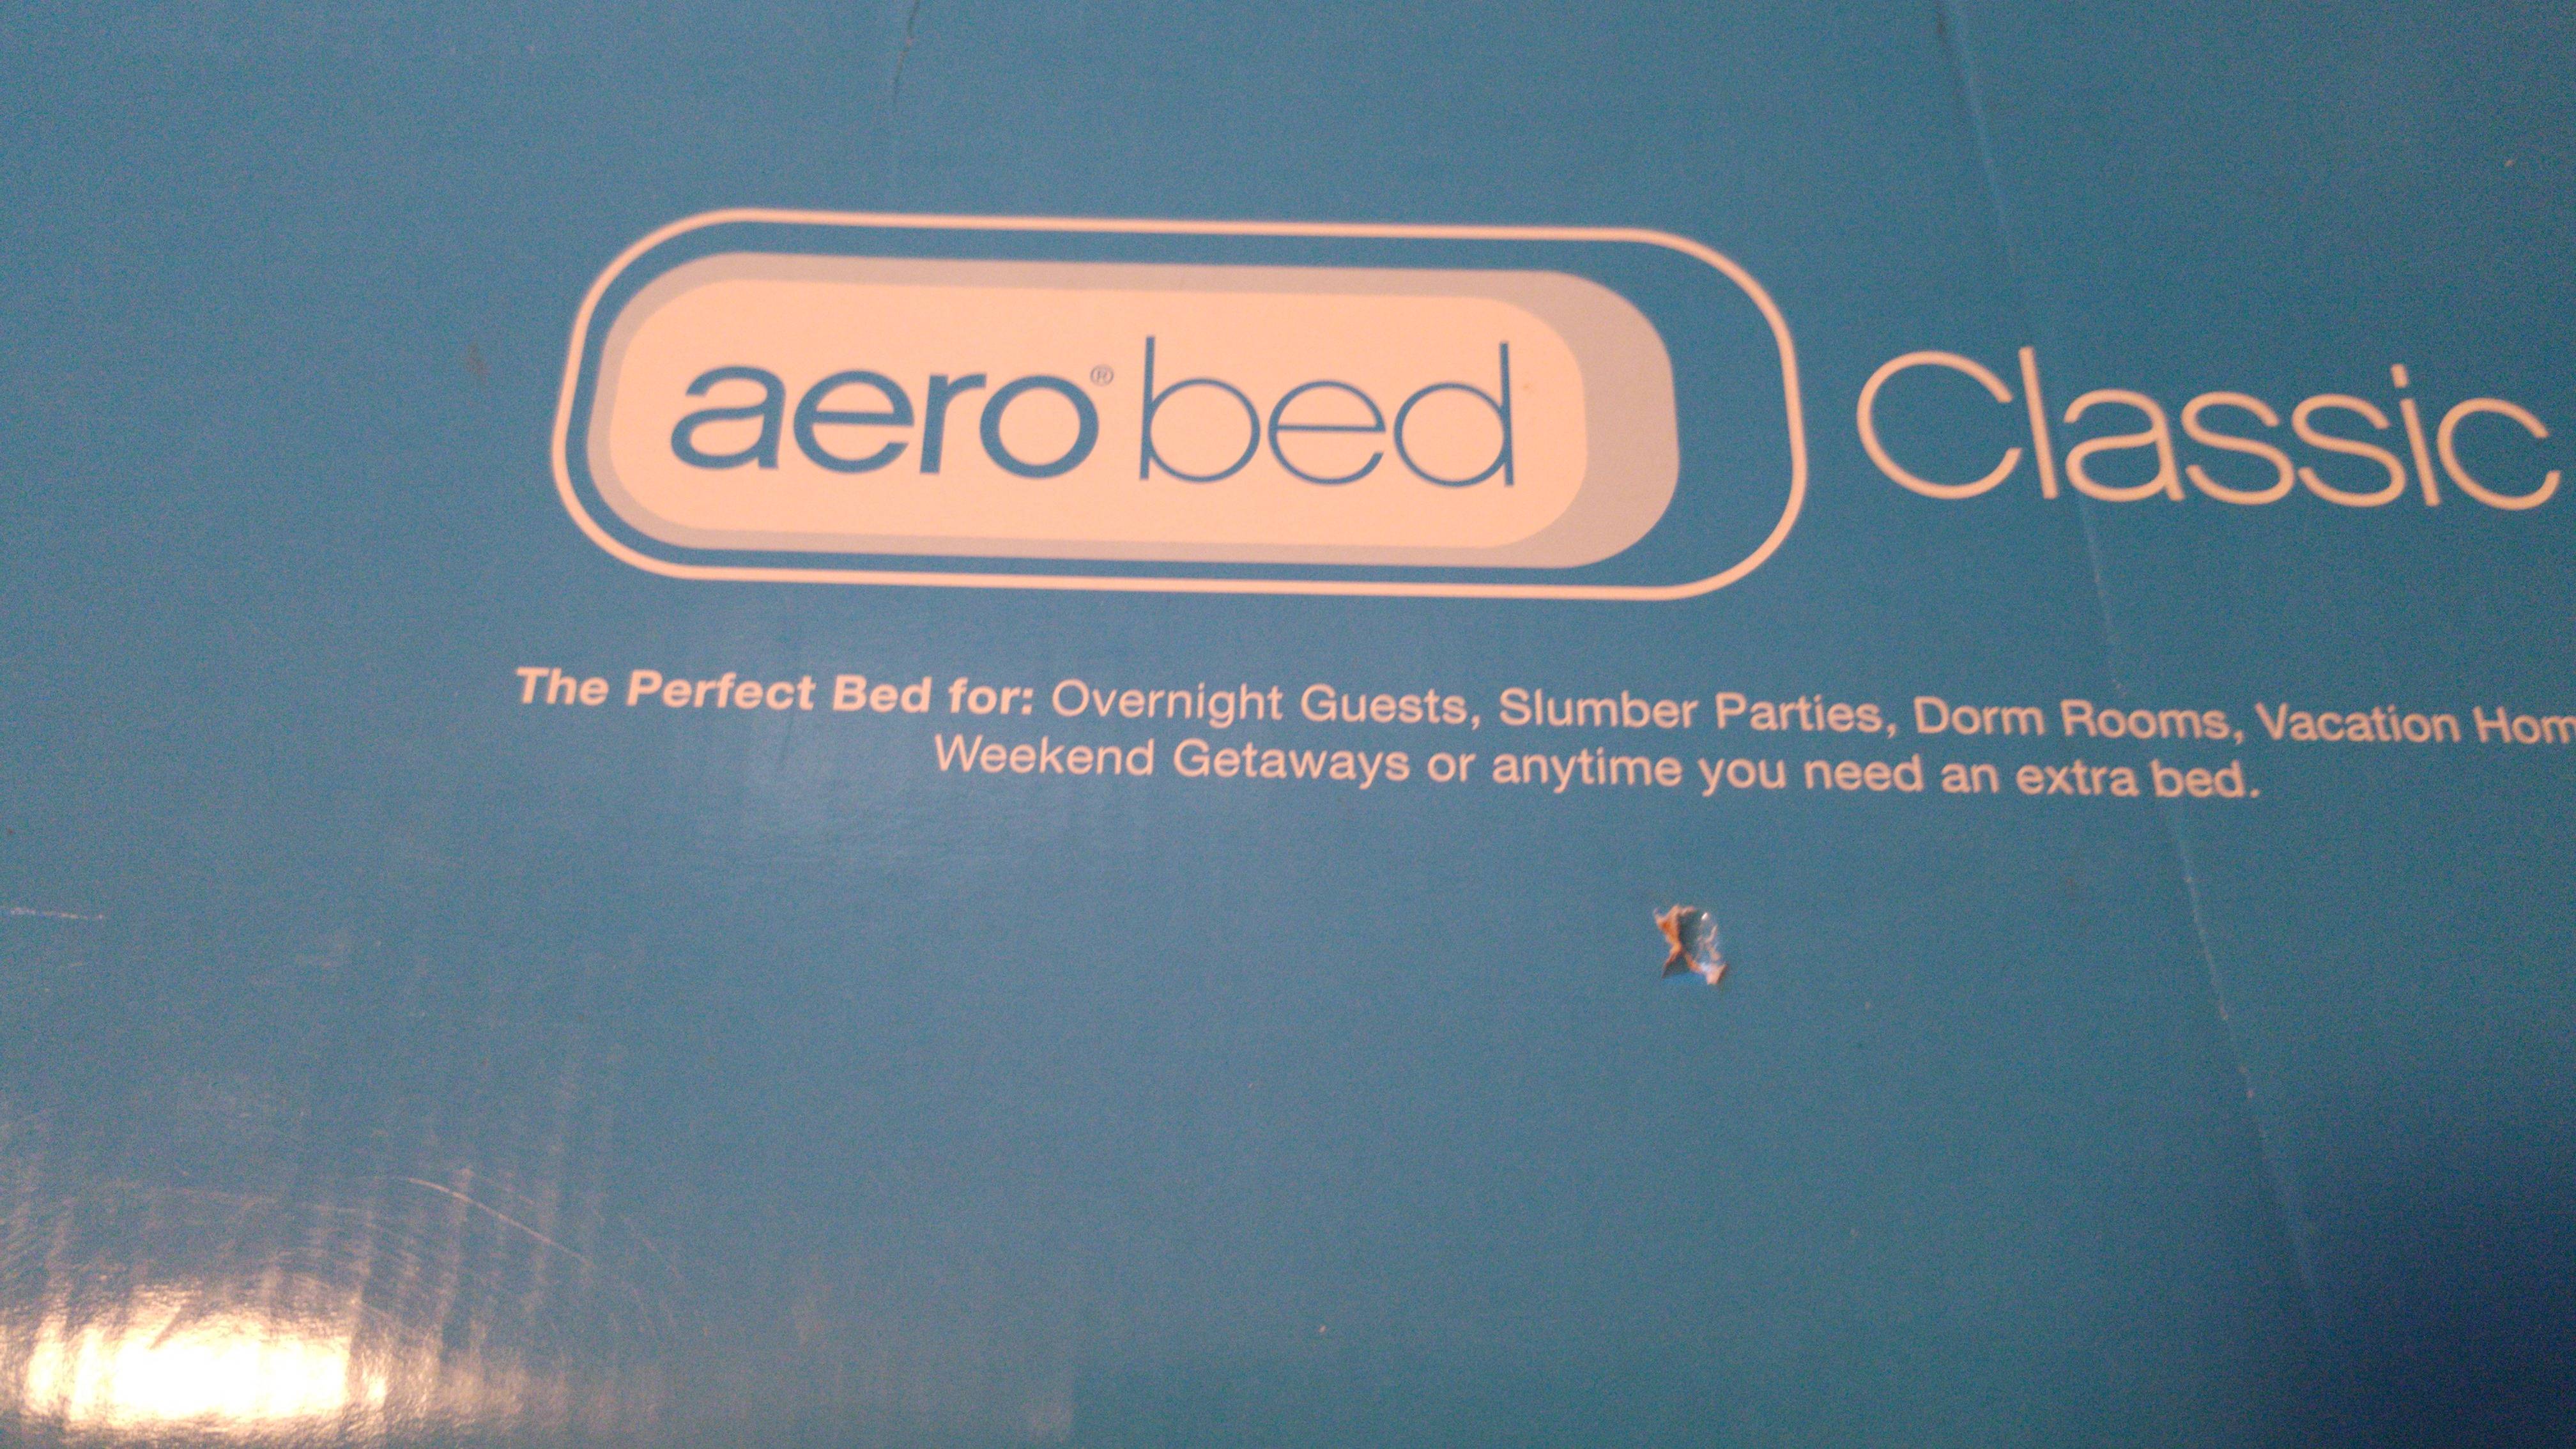 aero® bed Classic
The Perfect Bed for: Overnight Guests, Slumber Parties, Dorm Rooms, Vacation Hom
Weekend Getaways or anytime you need an extra bed.